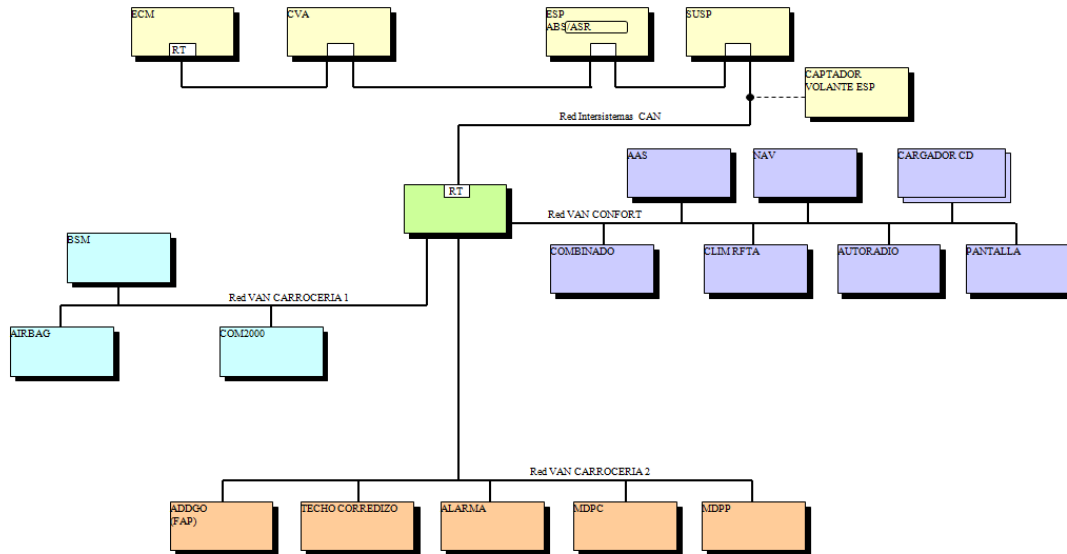 ECM
CVA
ESP
ABS/ASR
SUSP
RT
CAPTADOR
VOLANTE ESP
Red Intersistemas CAN
AAS
NAV
CARGADOR CD
RT
Red VAN CONFORT
BSM
COMBINADO
CLIM RFTA
AUTORADIO
PANTALLA
Red VAN CARROCERIA 1
AIRBAG
COM2000
Red VAN CARROCERIA 2
ADDGO
(FAP)
TECHO CORREDIZO
ALARMA
MDPC
MDPP